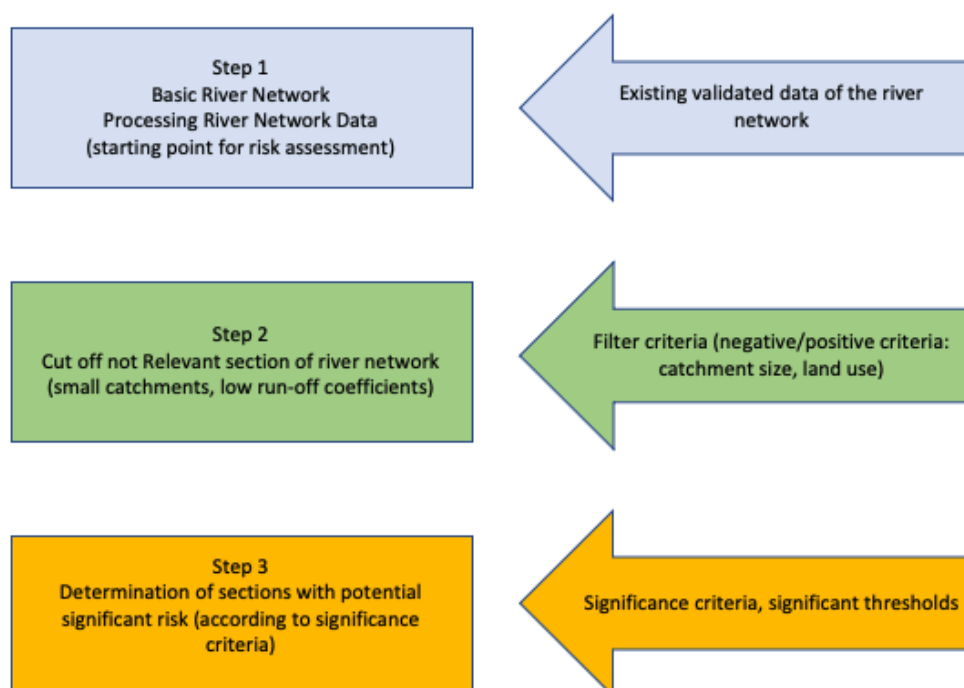 Step 1
Basic River Network
Processing River Network Data
(starting point for risk assessment)
Existing validated data of the river
network
Step 2
Cut off not Relevant section of river network
(small catchments, low run-off coefficients)
Filter criteria (negative/positive criteria:
catchment size, land use)
Step 3
Determination of sections with potential
significant risk (according to significance
criteria)
Significance criteria, significant thresholds